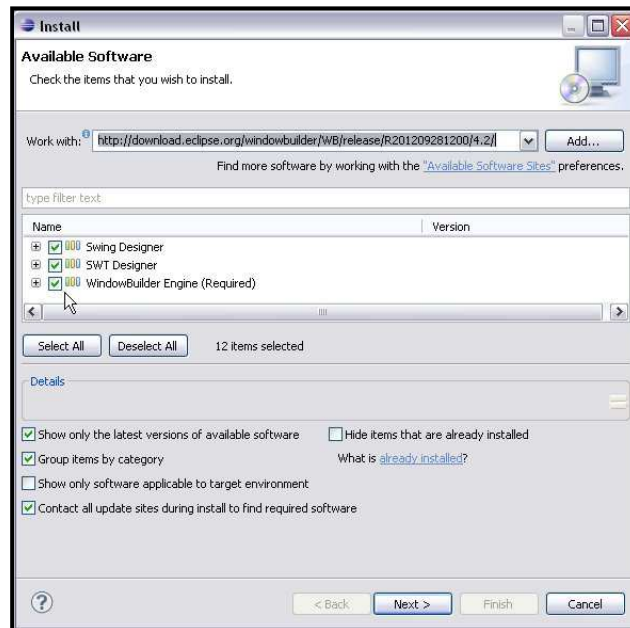 Install
Available Software
Check the items that you wish to install.
Work with: http://download.eclipse.org/windowbuilder/WB/release/R201209281200/4.2/ Add...
Find more software by working with the "Available Software Sites" preferences.
type filter text
Name Version
Swing Designer
SWT Designer
WindowBuilder Engine (Required)
Select All Deselect All 12 items selected
Details
Show only the latest versions of available software Hide items that are already installed
Group items by category What is already installed?
Show only software applicable to target environment
Contact all update sites during install to find required software
? < Back Next > Finish Cancel